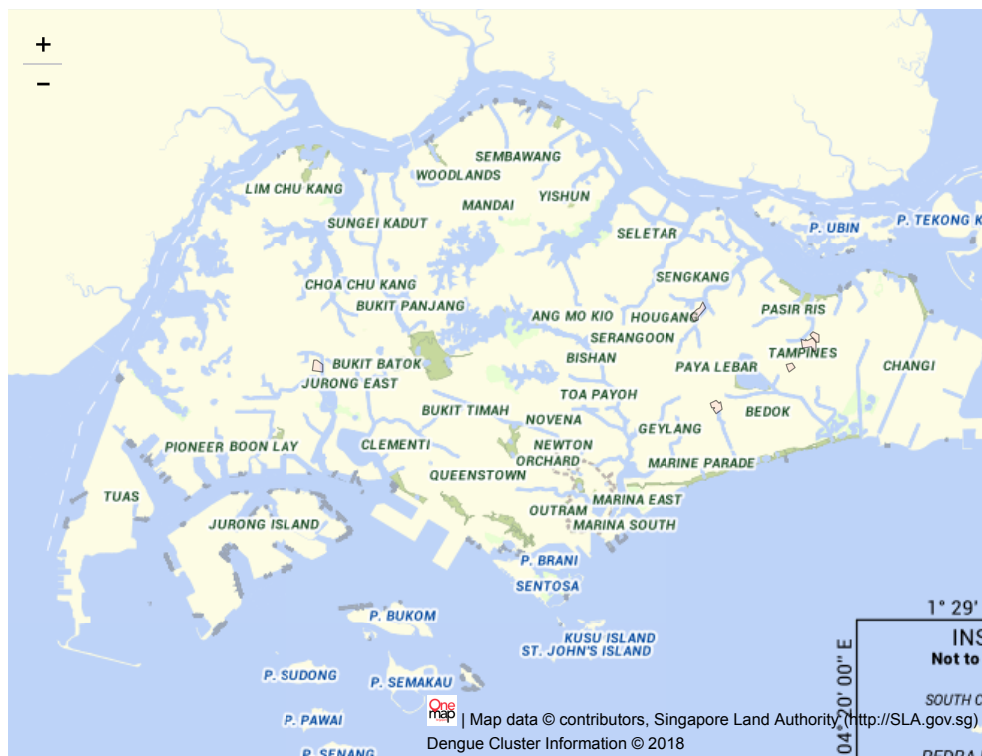 +
−
SEMBAWANG
WOODLANDS
LIM CHU KANG
YISHUN
MANDAI
SUNGEI KADUT
P. TEKONG K
P. UBIN
SELETAR
SENGKANG
CHOA CHU KANG
BUKIT PANJANG
PASIR RIS
ANG MO KIO
HOUGANG
SERANGOON
BISHAN
TAMPINES
BUKIT BATOK
PAYA LEBAR
CHANGI
JURONG EAST
TOA PAYOH
BUKIT TIMAH
NOVENA
BEDOK
GEYLANG
PIONEER
BOON LAY
CLEMENTI
NEWTON
ORCHARD
MARINE PARADE
QUEENSTOWN
TUAS
MARINA EAST
OUTRAM
JURONG ISLAND
MARINA SOUTH
P. BRANI
SENTOSA
P. BUKOM
KUSU ISLAND
ST. JOHN'S ISLAND
P. SUDONG
P. SEMAKAU
P. PAWAI
P. SENANG
1° 29'
INS
Not to
SOUTH C
04° 20' 00" E
PEDRA
One
map
| Map data © contributors, Singapore Land Authority (http://SLA.gov.sg)
Dengue Cluster Information © 2018